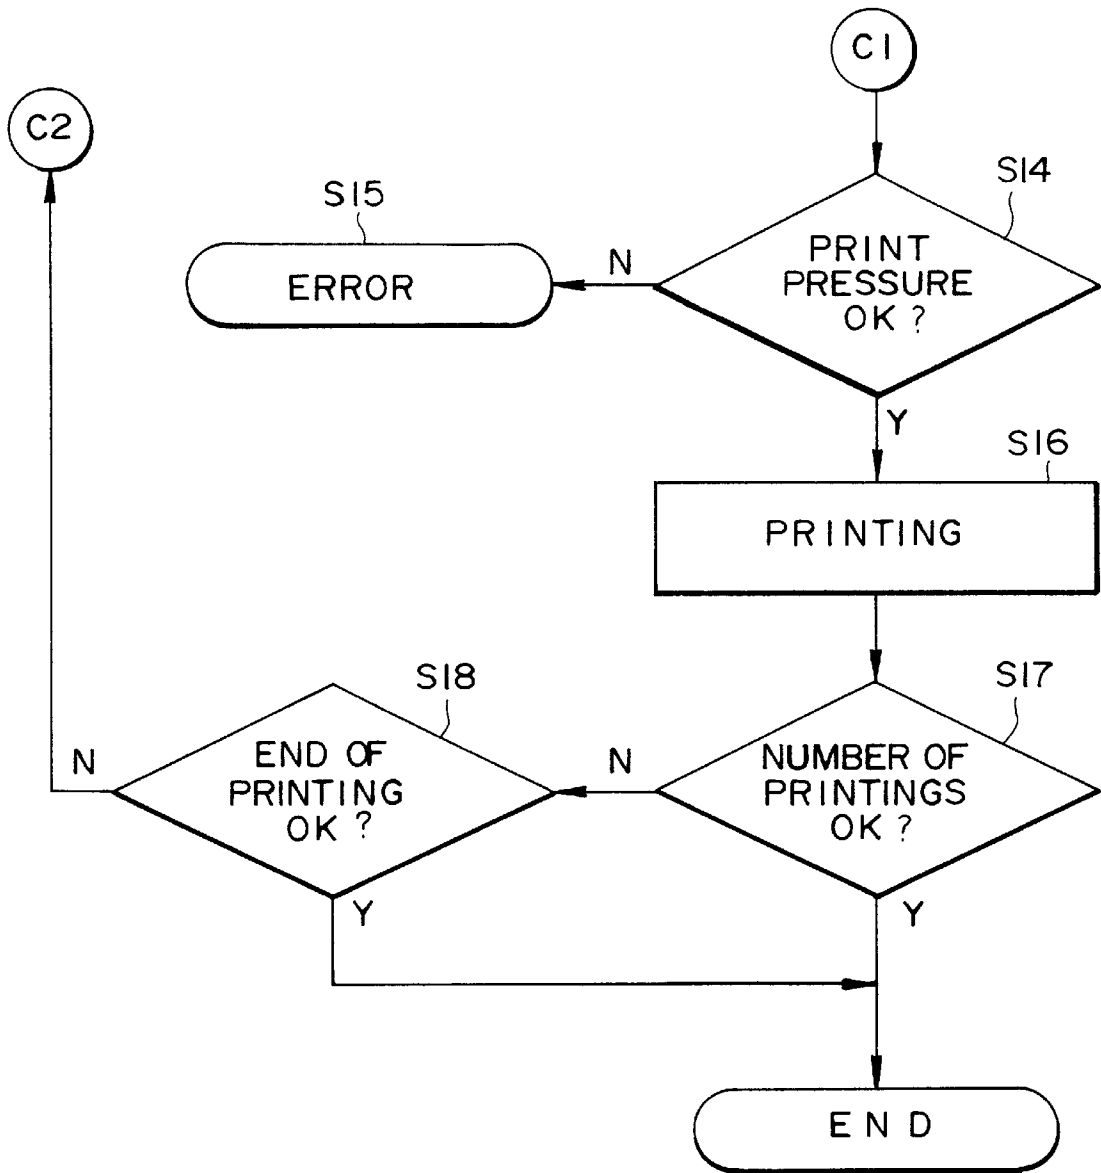 C1
C2
S14
S15
PRINT
PRESSURE
OK ?
N
ERROR
Y
S16
PRINTING
S18
S17
N
END OF
PRINTING
OK ?
N
NUMBER OF
PRINTINGS
OK ?
Y
Y
END